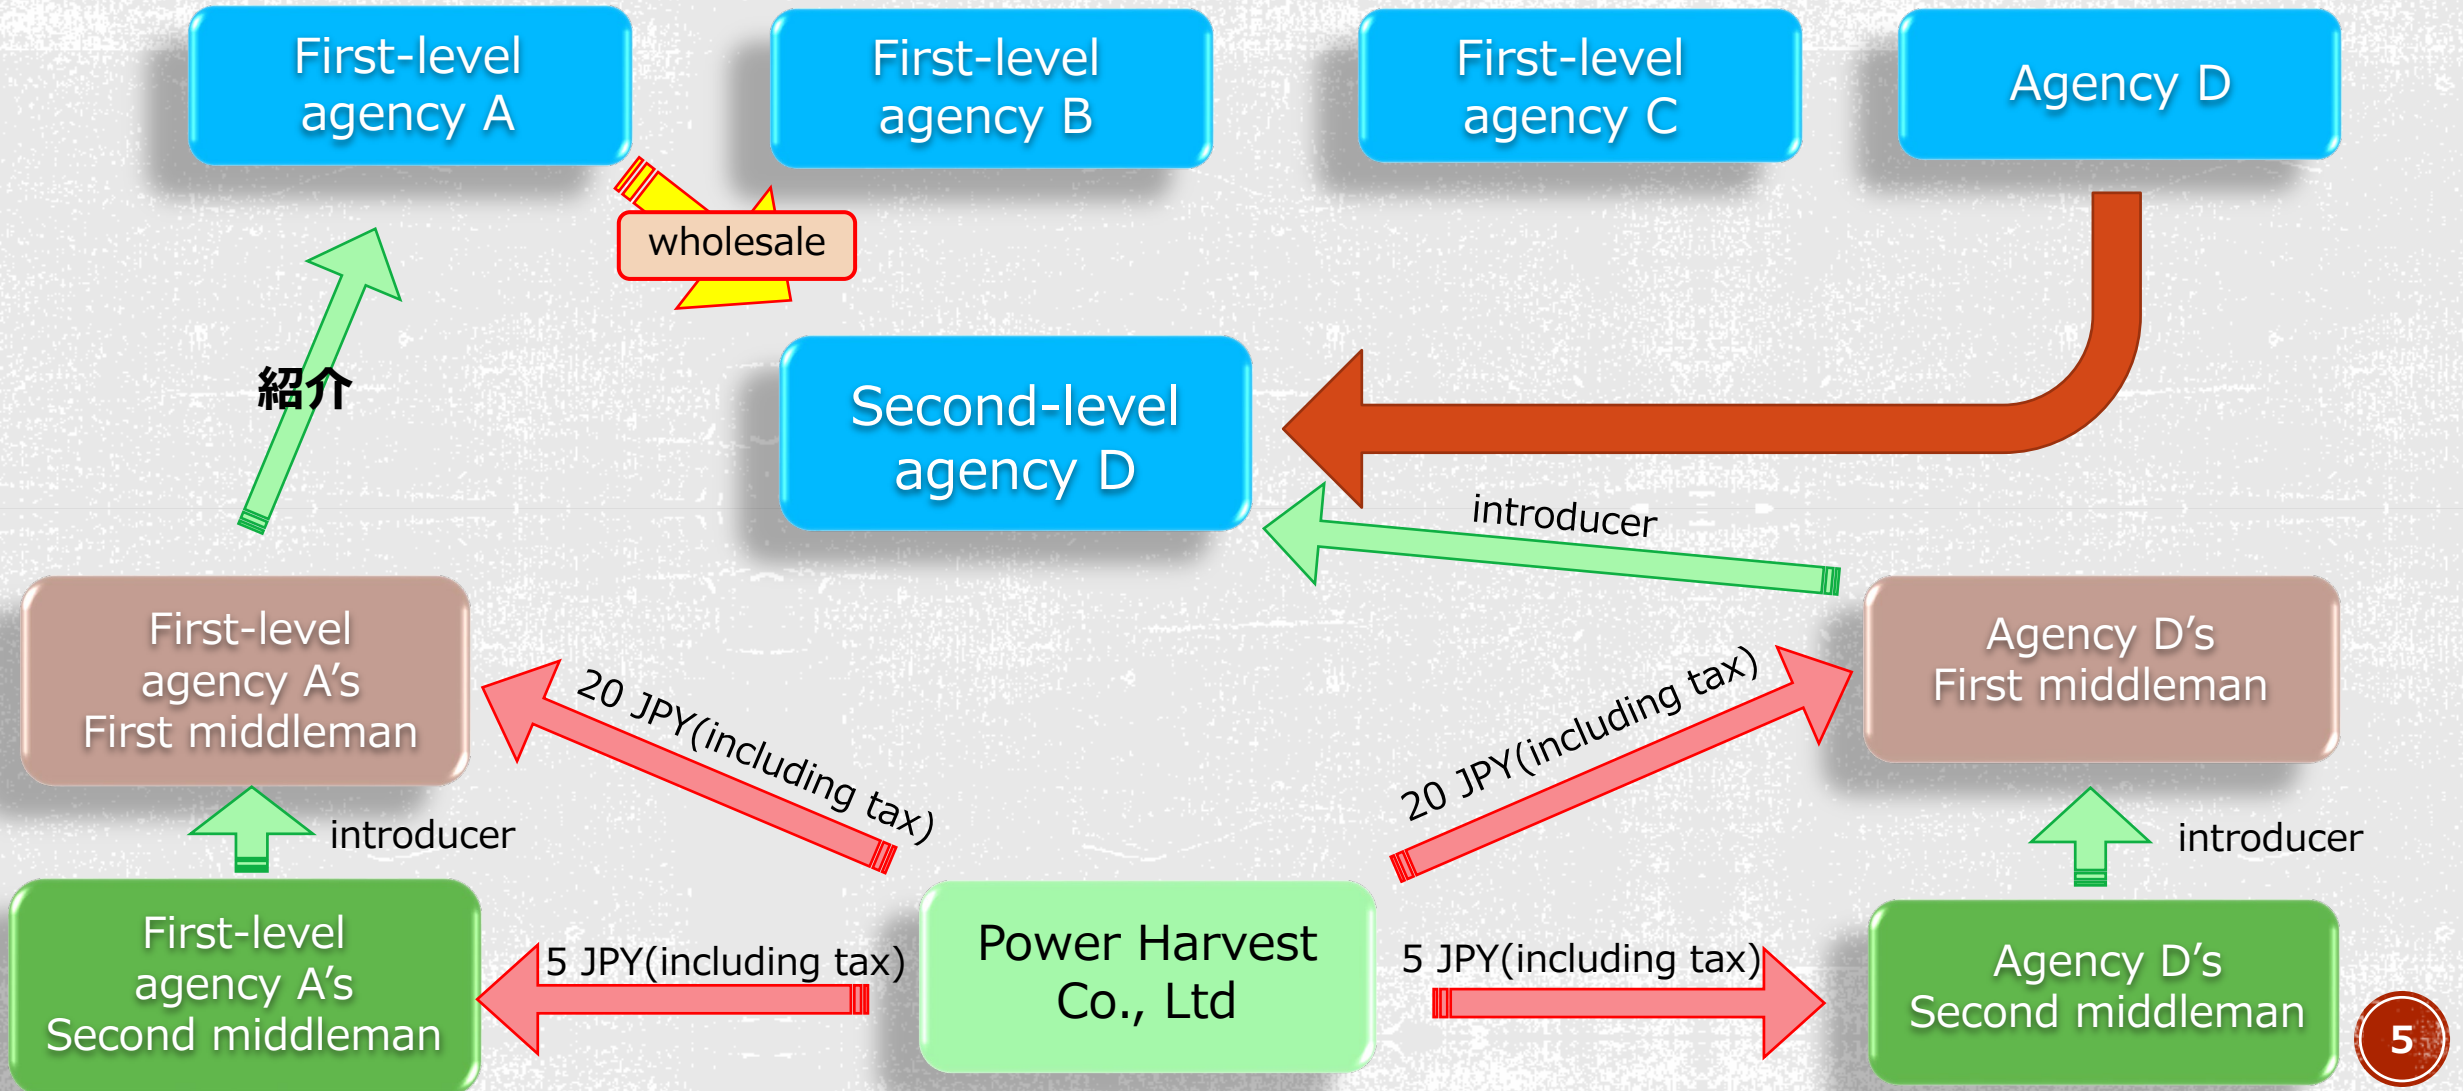 First-level
agency A
First-level
agency B
First-level
agency C
Agency D
wholesale
紹介
Second-level
agency D
introducer
First-level
agency A’s
First middleman
20 JPY(including tax)
20 JPY(including tax)
Agency D’s
First middleman
introducer
introducer
First-level
agency A’s
Second middleman
5 JPY(including tax)
Power Harvest
Co., Ltd
5 JPY(including tax)
Agency D’s
Second middleman
5